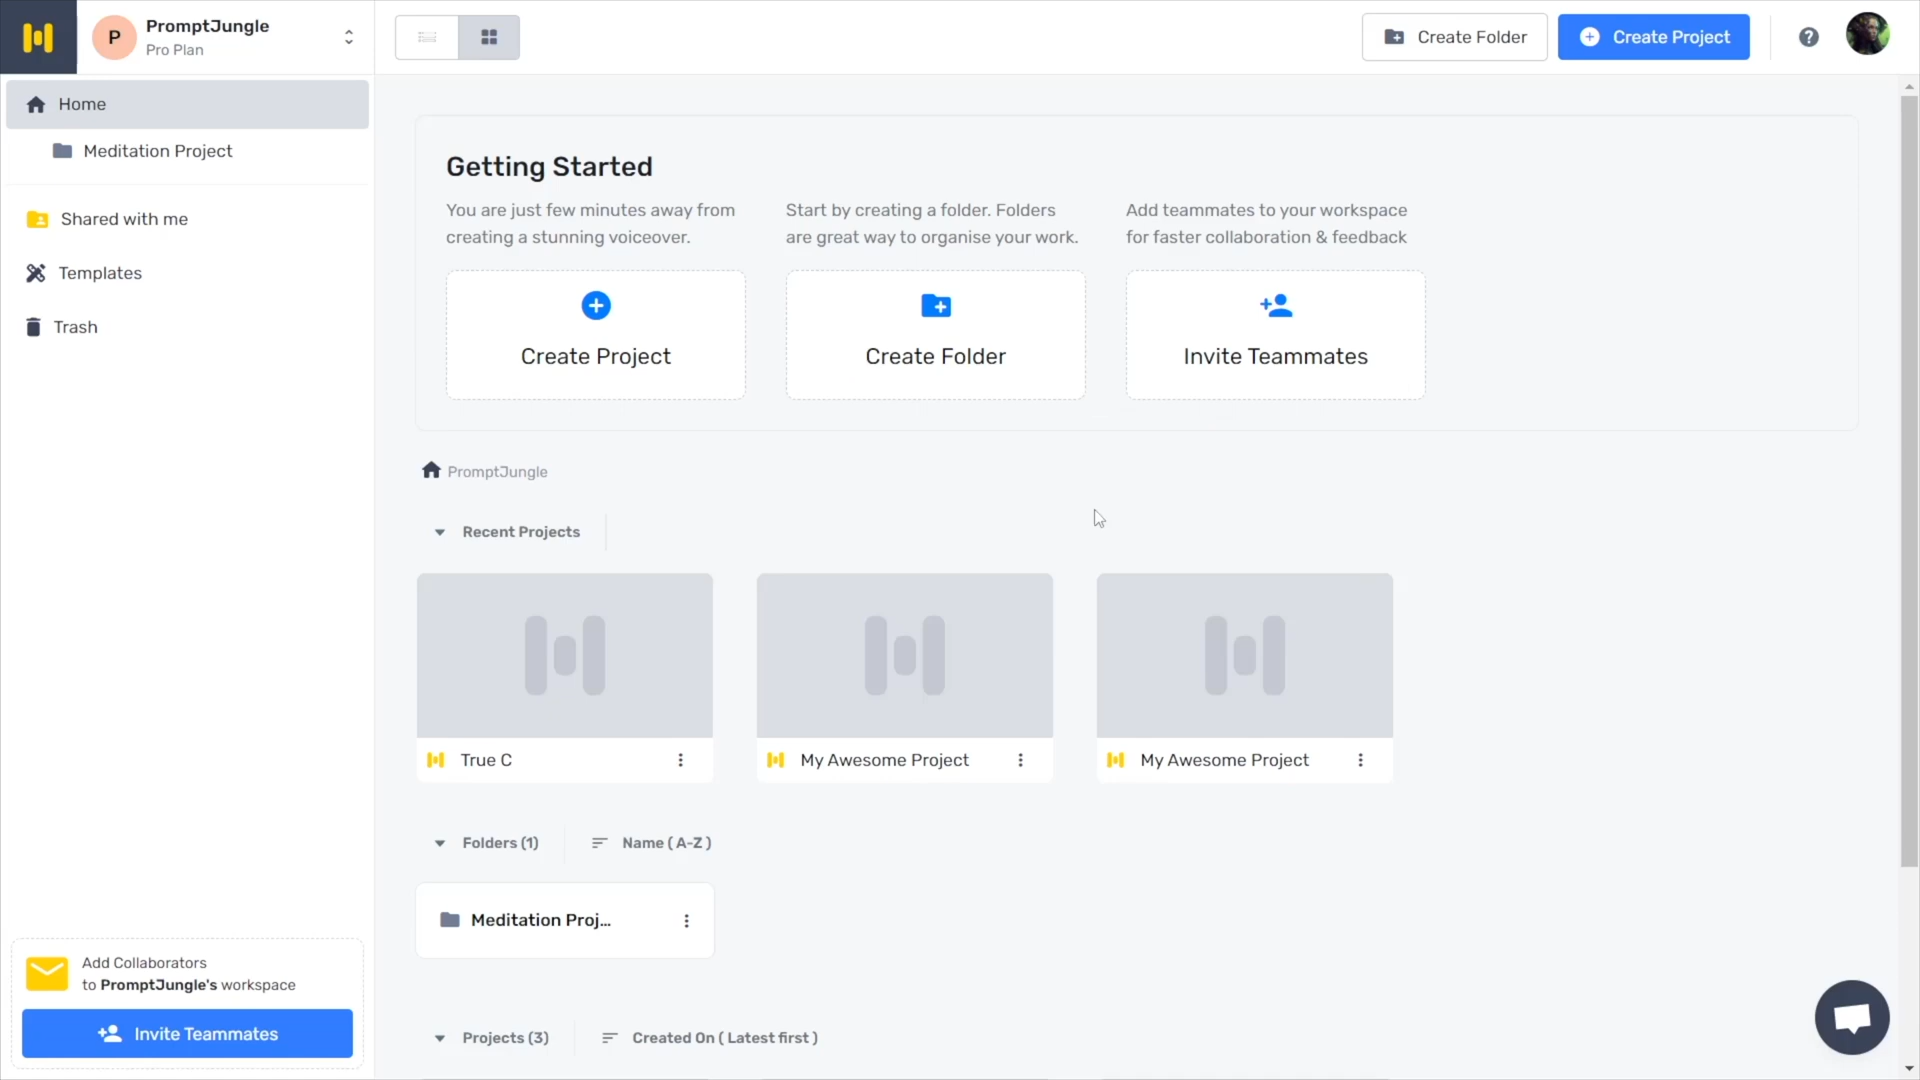 P
PromptJungle
Pro Plan
Create Folder
Create Project
?
Home
Meditation Project
Shared with me
Templates
Trash
Getting Started
You are just few minutes away from
creating a stunning voiceover.
Start by creating a folder. Folders
are great way to organise your work.
Add teammates to your workspace
for faster collaboration & feedback
Create Project
Create Folder
Invite Teammates
PromptJungle
Recent Projects
True C
My Awesome Project
My Awesome Project
Folders (1)
Name ( A-Z )
Meditation Proj...
Projects (3)
Created On ( Latest first )
Add Collaborators
to PromptJungle's workspace
Invite Teammates